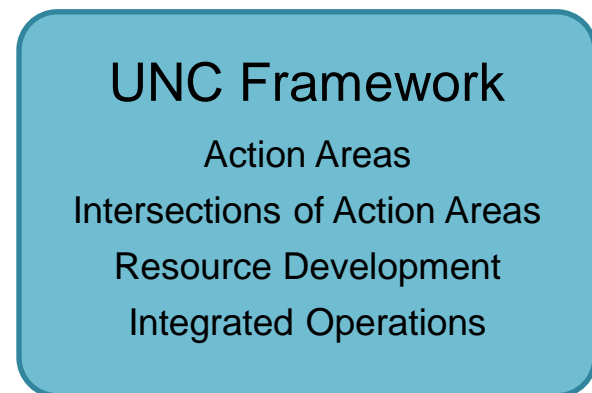 UNC Framework
Action Areas
Intersections of Action Areas
Resource Development
Integrated Operations